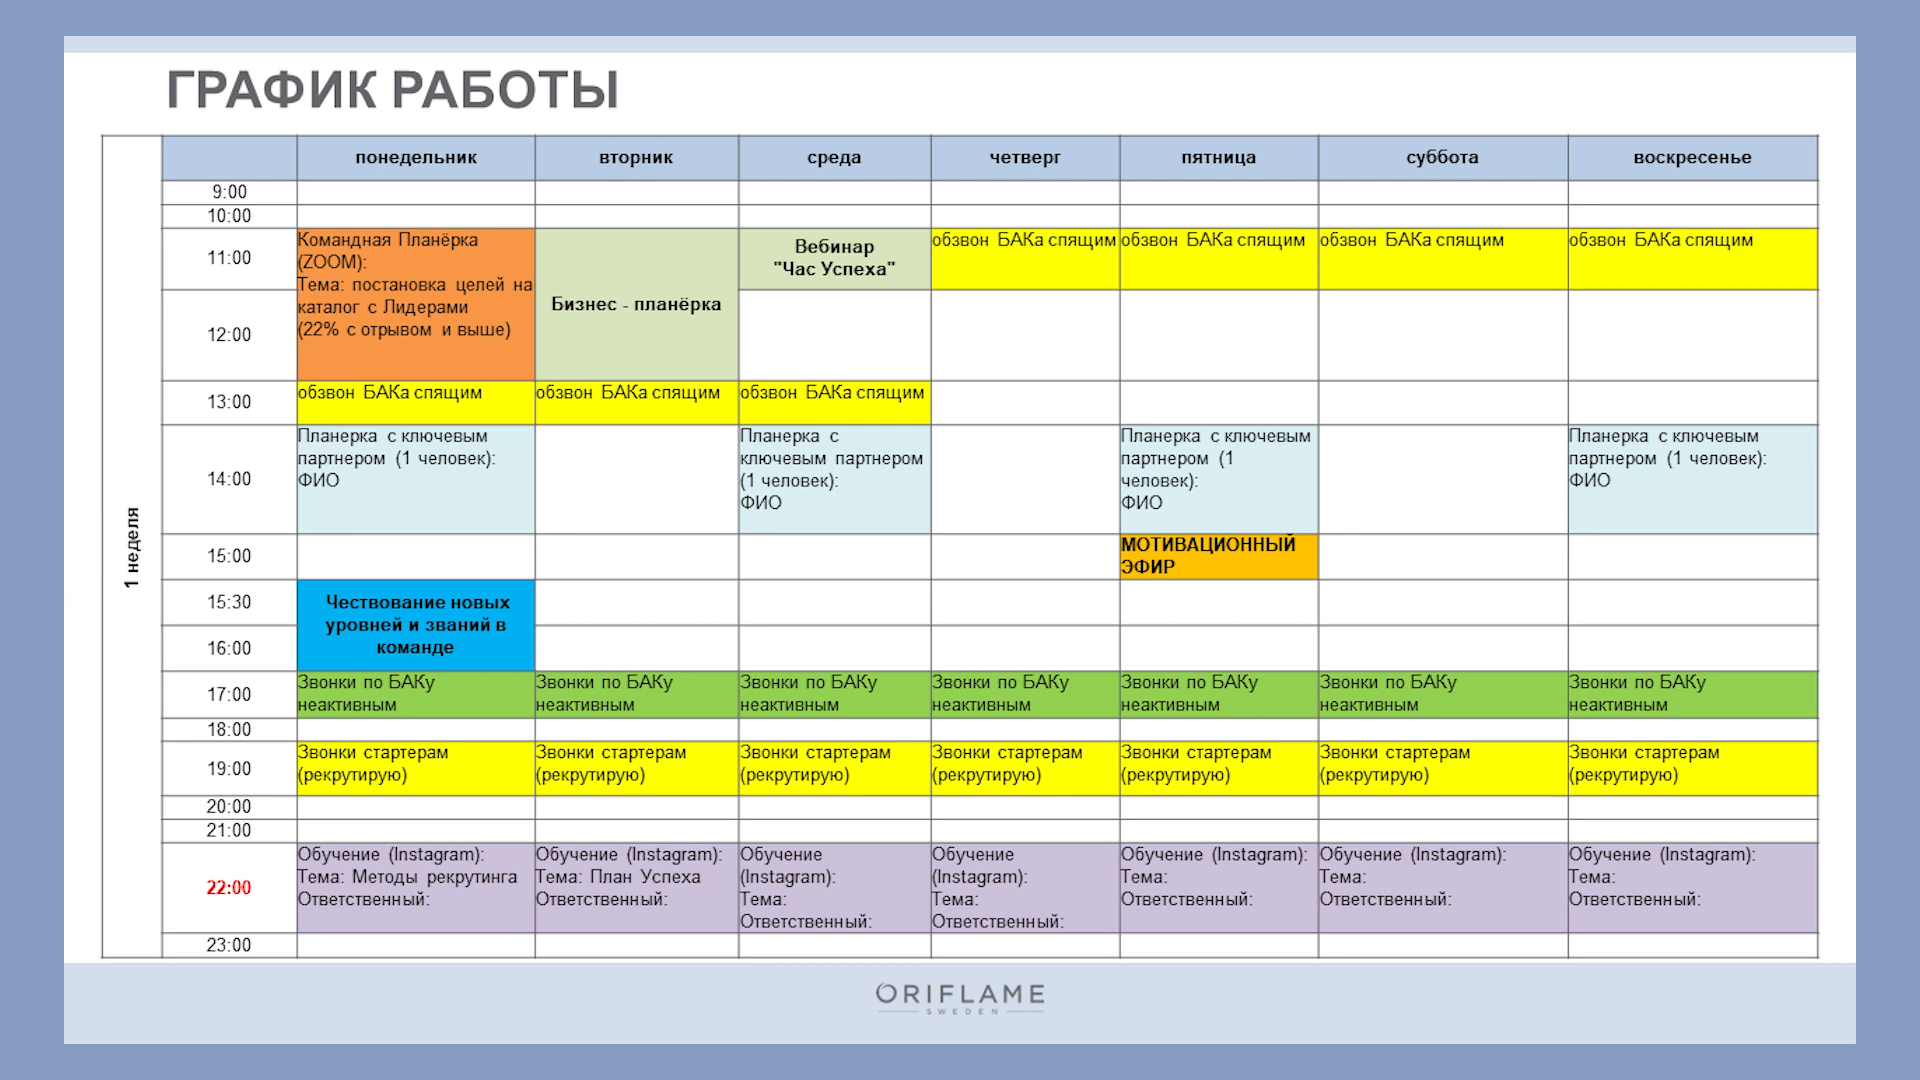 ГРАФИК РАБОТЫ
понедельник вторник среда четверг пятница суббота воскресенье
1 неделя
9:00
10:00
11:00
Командная Планёрка
(ZOOM):
Тема: постановка целей на
каталог с Лидерами
(22% с отрывом и выше)
Бизнес - планёрка
Вебинар
"Час Успеха"
обзвон БАКа спящим
обзвон БАКа спящим
обзвон БАКа спящим
обзвон БАКа спящим
12:00
13:00
обзвон БАКа спящим
обзвон БАКа спящим
обзвон БАКа спящим
14:00
Планерка с ключевым
партнером (1 человек):
ФИО
Планерка с
ключевым партнером
(1 человек):
ФИО
Планерка с ключевым
партнером (1
человек):
ФИО
Планерка с ключевым
партнером (1 человек):
ФИО
15:00
МОТИВАЦИОННЫЙ
ЭФИР
15:30
Чествование новых
уровней и званий в
команде
16:00
17:00
Звонки по БАКу
неактивным
Звонки по БАКу
неактивным
Звонки по БАКу
неактивным
Звонки по БАКу
неактивным
Звонки по БАКу
неактивным
Звонки по БАКу
неактивным
Звонки по БАКу
неактивным
18:00
19:00
Звонки стартерам
(рекрутирую)
Звонки стартерам
(рекрутирую)
Звонки стартерам
(рекрутирую)
Звонки стартерам
(рекрутирую)
Звонки стартерам
(рекрутирую)
Звонки стартерам
(рекрутирую)
Звонки стартерам
(рекрутирую)
20:00
21:00
22:00
Обучение (Instagram):
Тема: Методы рекрутинга
Ответственный:
Обучение (Instagram):
Тема: План Успеха
Ответственный:
Обучение
(Instagram):
Тема:
Ответственный:
Обучение
(Instagram):
Тема:
Ответственный:
Обучение (Instagram):
Тема:
Ответственный:
Обучение (Instagram):
Тема:
Ответственный:
Обучение (Instagram):
Тема:
Ответственный:
23:00
ORIFLAME
SWEDEN